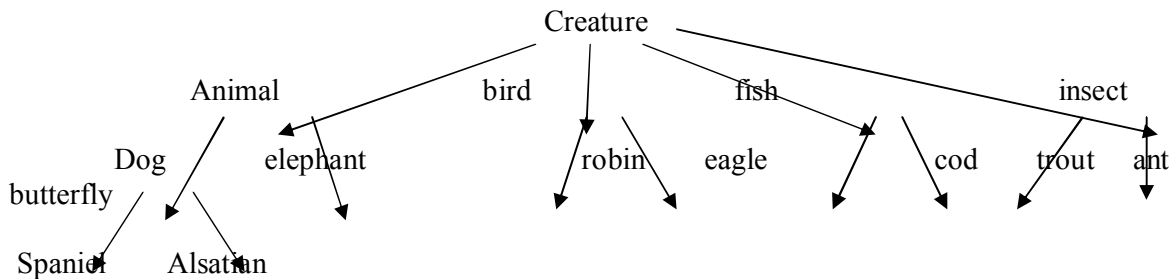 Creature
Animal bird fish insect
Dog elephant robin eagle cod trout ant
butterfly
Spaniel Alsatian